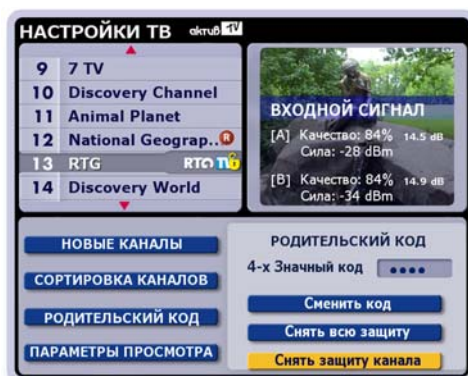 НАСТРОЙКИ ТВ актив TV
9 7 TV
10 Discovery Channel
11 Animal Planet
12 National Geograp.. R
13 RTG RTG TV
14 Discovery World
ВХОДНОЙ СИГНАЛ
[A] Качество: 84% 14.5 dB
Сила: -28 dBm
[B] Качество: 84% 14.9 dB
Сила: -34 dBm
НОВЫЕ КАНАЛЫ
СОРТИРОВКА КАНАЛОВ
РОДИТЕЛЬСКИЙ КОД
ПАРАМЕТРЫ ПРОСМОТРА
РОДИТЕЛЬСКИЙ КОД
4-х Значный код ••••
Сменить код
Снять всю защиту
Снять защиту канала